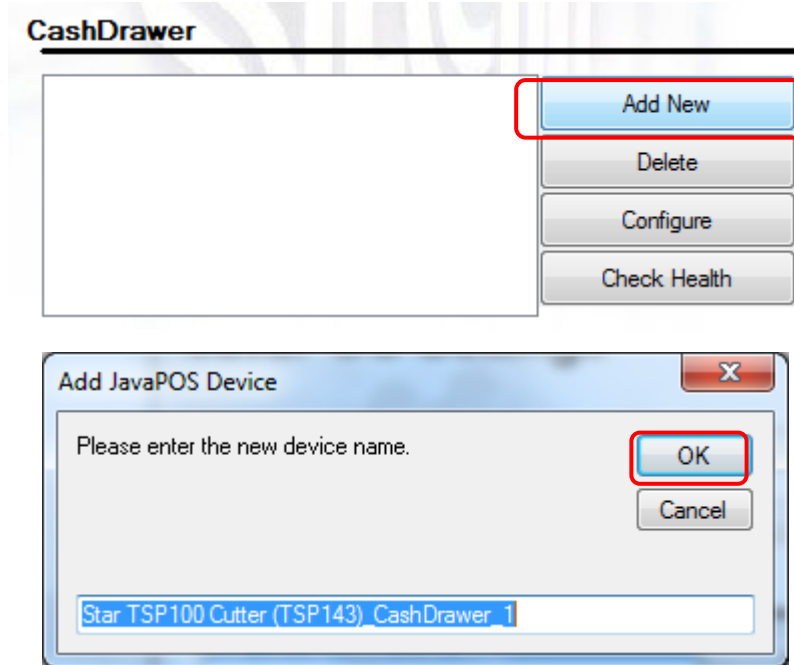 CashDrawer
Add New
Delete
Configure
Check Health
Add JavaPOS Device
Please enter the new device name.
OK
Cancel
Star TSP100 Cutter (TSP143)_CashDrawer_1